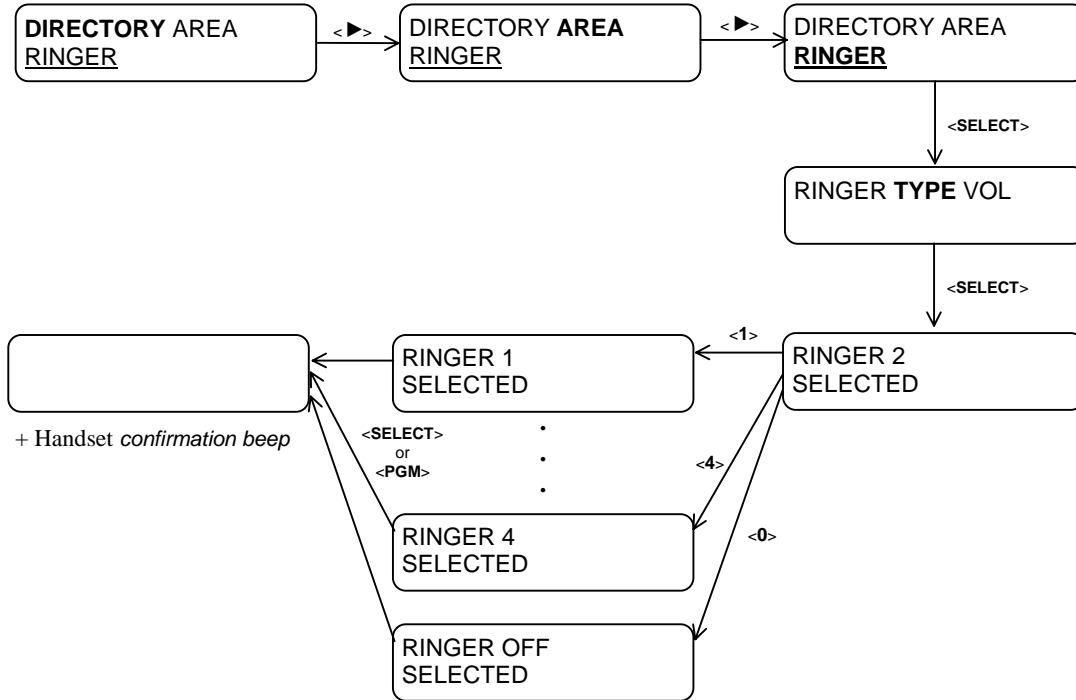 DIRECTORY AREA
RINGER
< ► >
DIRECTORY AREA
RINGER
< ► >
DIRECTORY AREA
RINGER
<SELECT>
RINGER TYPE VOL
<SELECT>
RINGER 2
SELECTED
<1>
RINGER 1
SELECTED
+ Handset confirmation beep
<SELECT>
or
<PGM>
<4>
RINGER 4
SELECTED
<0>
RINGER OFF
SELECTED